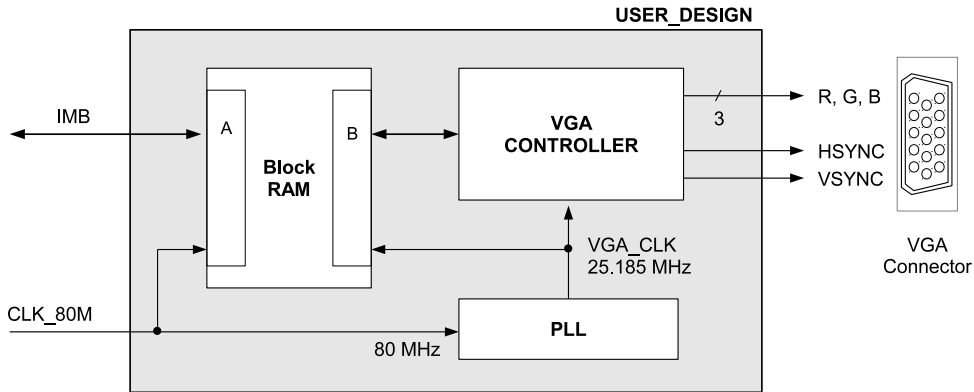 USER_DESIGN
IMB
A
Block
RAM
B
VGA
CONTROLLER
3
R, G, B
HSYNC
VSYNC
VGA
Connector
VGA_CLK
25.185 MHz
CLK_80M
80 MHz
PLL